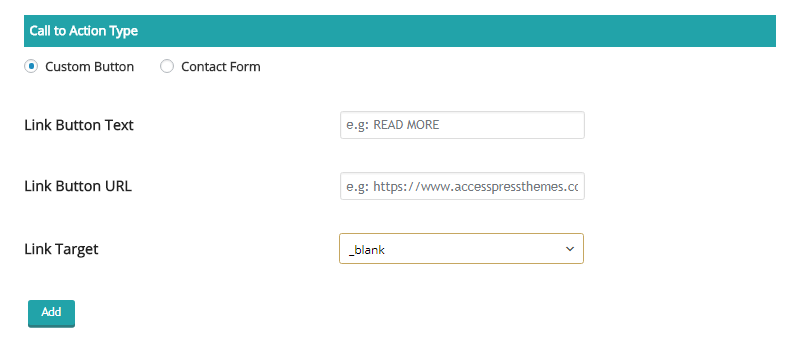 Call to Action Type
Custom Button Contact Form
Link Button Text e.g: READ MORE
Link Button URL e.g: https://www.accesspressthemes.cc
Link Target _blank
Add